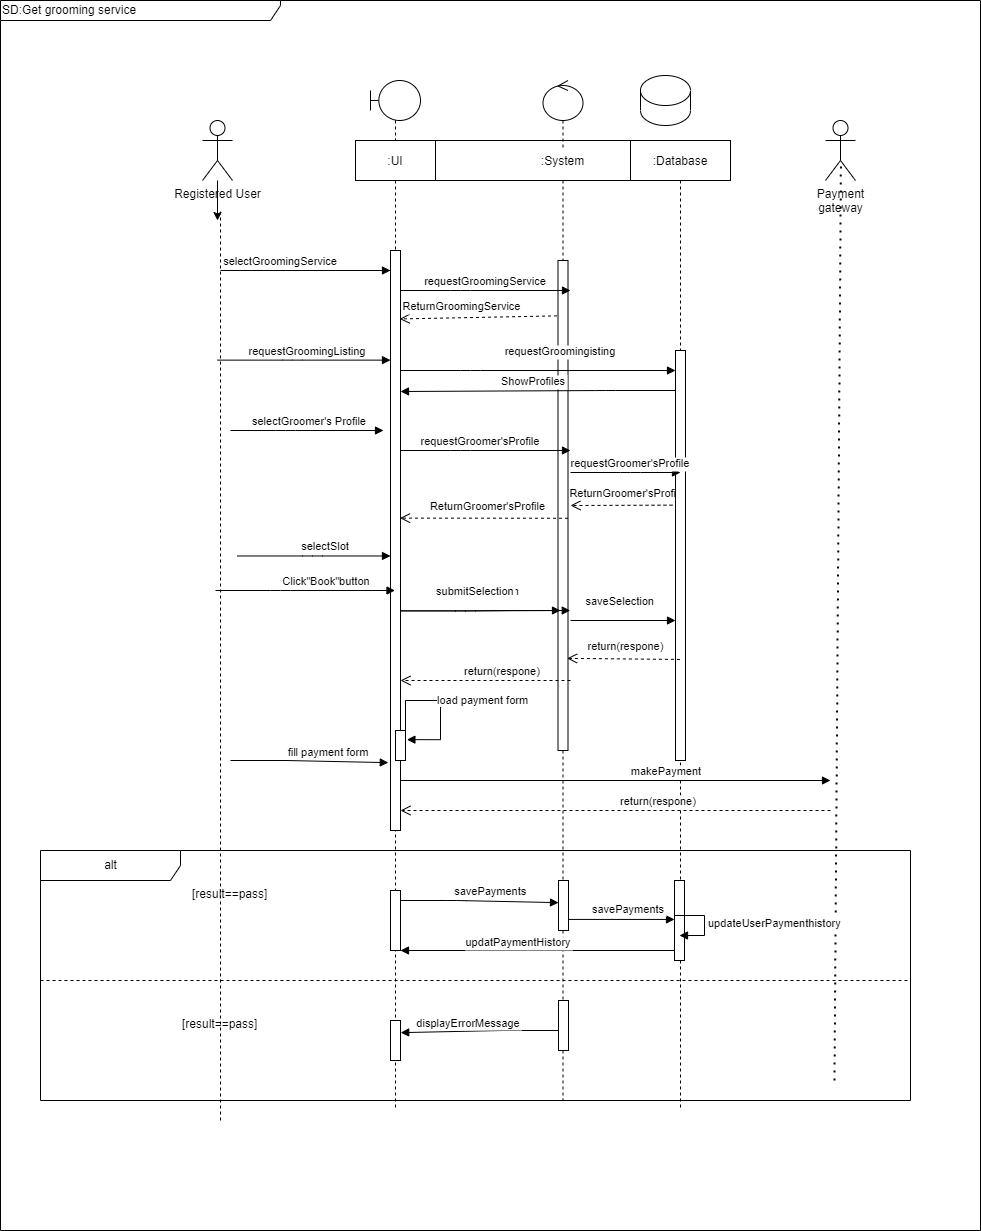 SD:Get grooming service
Registered User
:UI
:System
:Database
Payment
gateway
selectGroomingService
requestGroomingService
ReturnGroomingService
requestGroomingListing
requestGroomingisting
ShowProfiles
selectGroomer's Profile
requestGroomer'sProfile
requestGroomer'sProfile
ReturnGroomer'sProfi
ReturnGroomer'sProfile
selectSlot
Click"Book"button
submitSelection
saveSelection
return(respone)
return(respone)
load payment form
fill payment form
makePayment
return(respone)
alt
[result==pass]
savePayments
savePayments
updateUserPaymenthistory
updatPaymentHistory
[result==pass]
displayErrorMessage